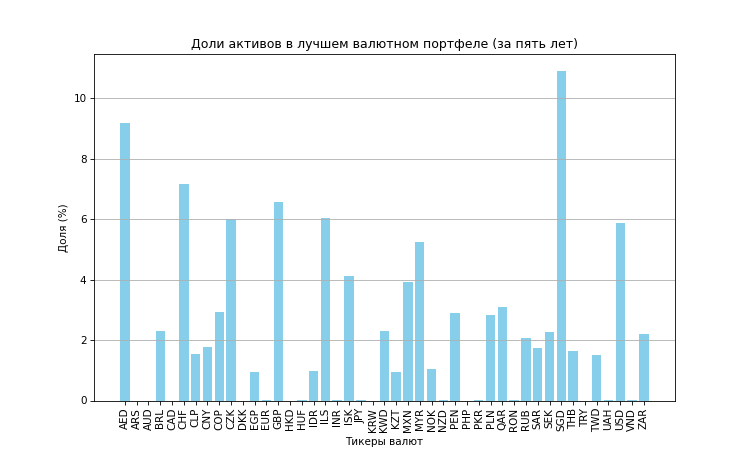 Доли активов в лучшем валютном портфеле (за пять лет)
Доля (%)
10
8
6
4
2
0
AED ARS AUD BRL CAD CHF CLP CNY COP CZK DKK EGP EUR GBP HKD HUF IDR ILS INR ISK JPY KRW KWD KZT MXN MYR NOK NZD PEN PHP PKR PLN QAR RON RUB SAR SEK SGD THB TRY TWD UAH USD VND ZAR
Тикеры валют